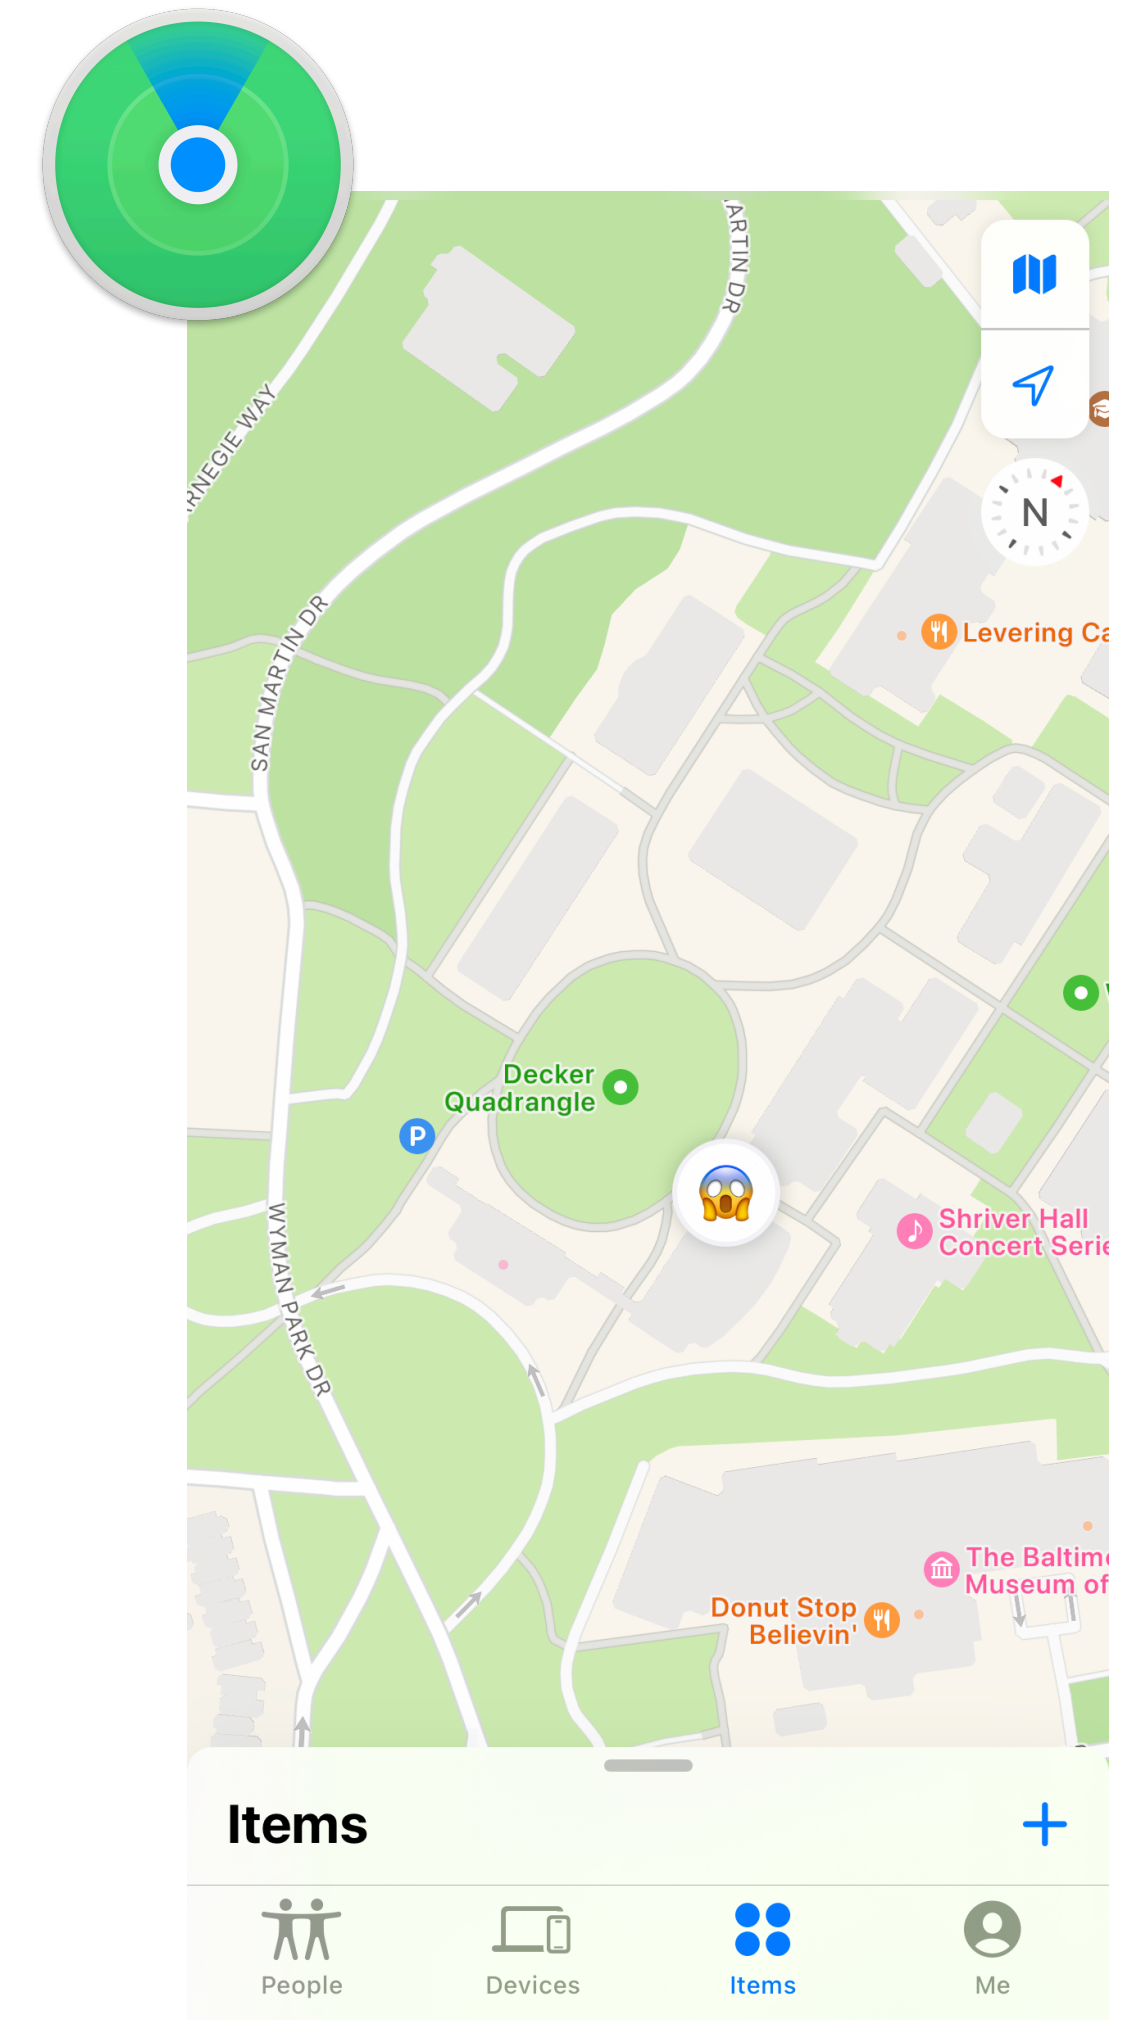 ARTIN DR
RNEGIE WAY
N
Levering Ca
SAN MARTIN DR
Decker
Quadrangle
P
Shriver Hall
Concert Serie
WYMAN PARK DR
The Baltim
Museum of
Donut Stop
Believin'
Items
People
Devices
Items
Me